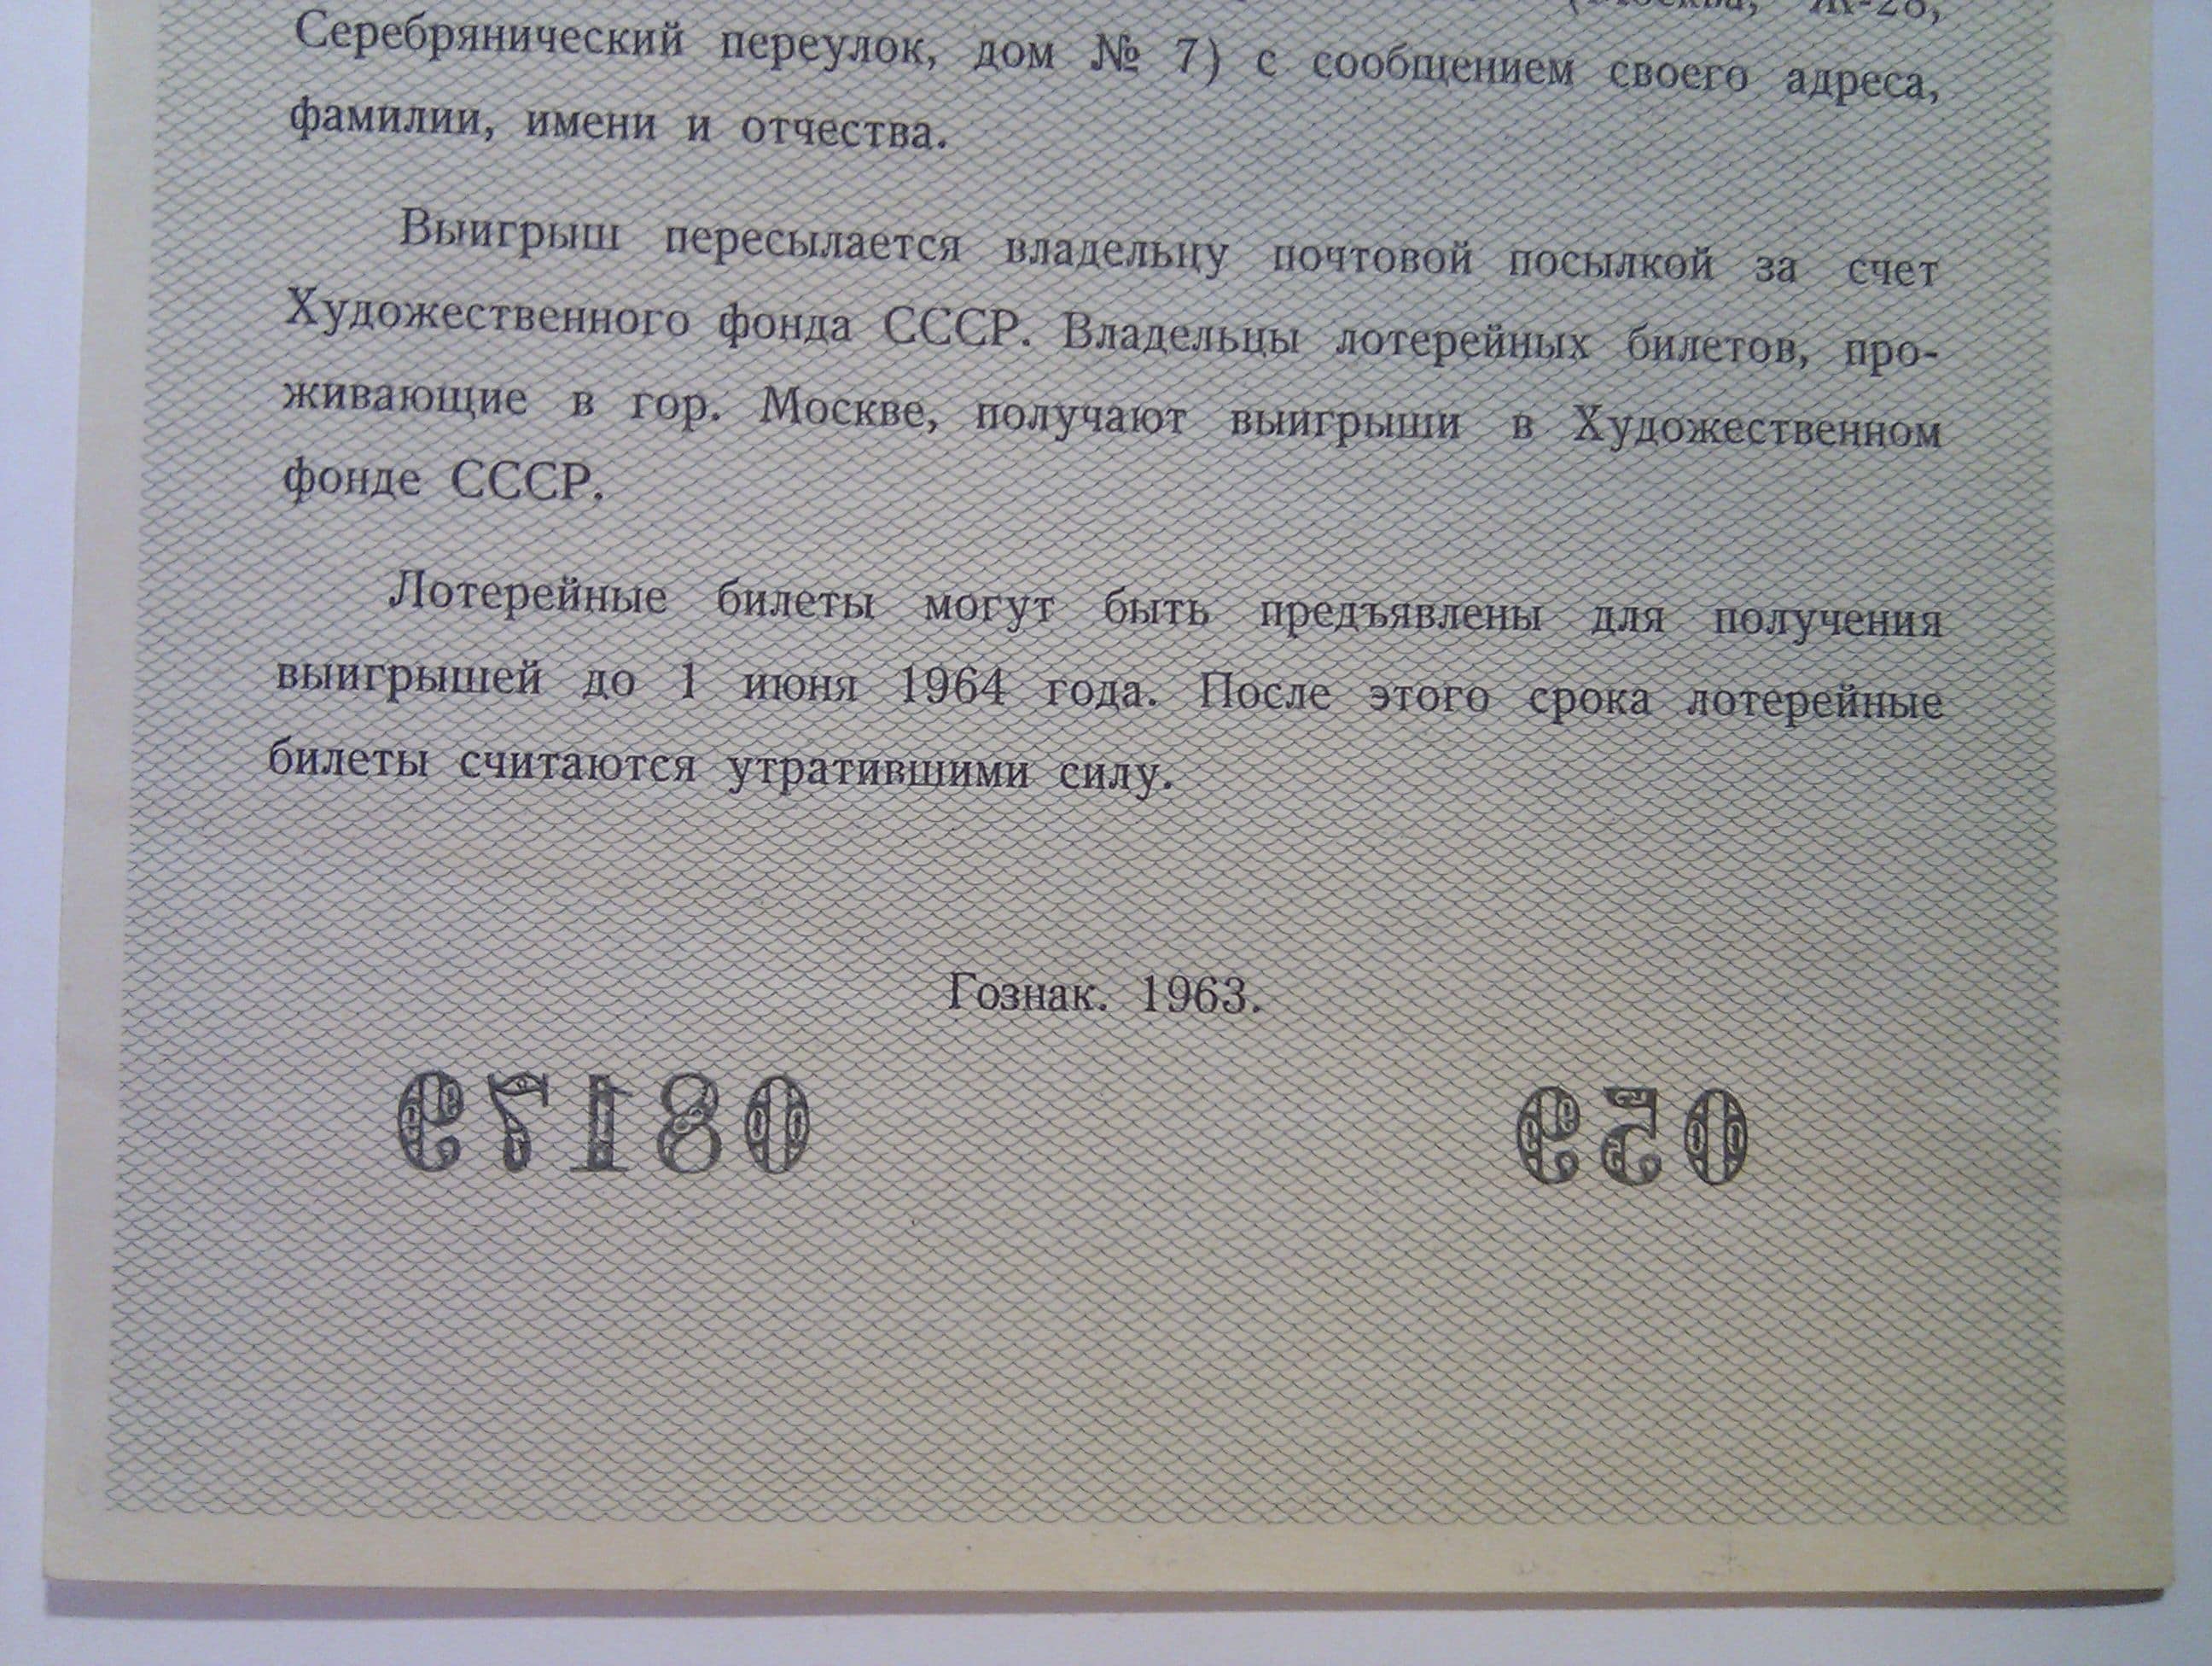 (Москва, Ж-28,
Серебрянический переулок, дом № 7) с сообщением своего адреса,
фамилии, имени и отчества.
Выигрыш пересылается владельцу почтовой посылкой за счет
Художественного фонда СССР. Владельцы лотерейных билетов, про-
живающие в гор. Москве, получают выигрыши в Художественном
фонде СССР.
Лотерейные билеты могут быть предъявлены для получения
выигрышей до 1 июня 1964 года. После этого срока лотерейные
билеты считаются утратившими силу.
Гознак. 1963.
08179 059